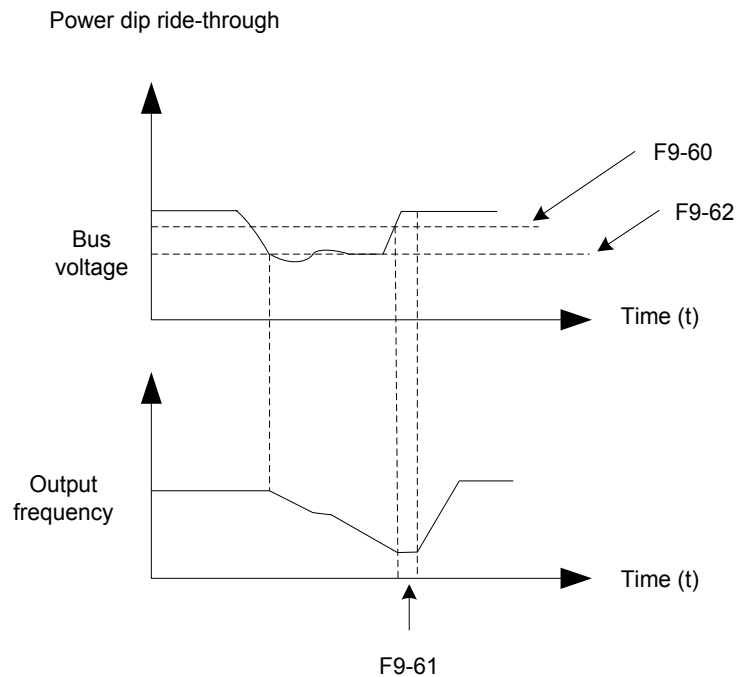 Power dip ride-through
F9-60
F9-62
Bus
voltage
Time (t)
Output
frequency
Time (t)
F9-61